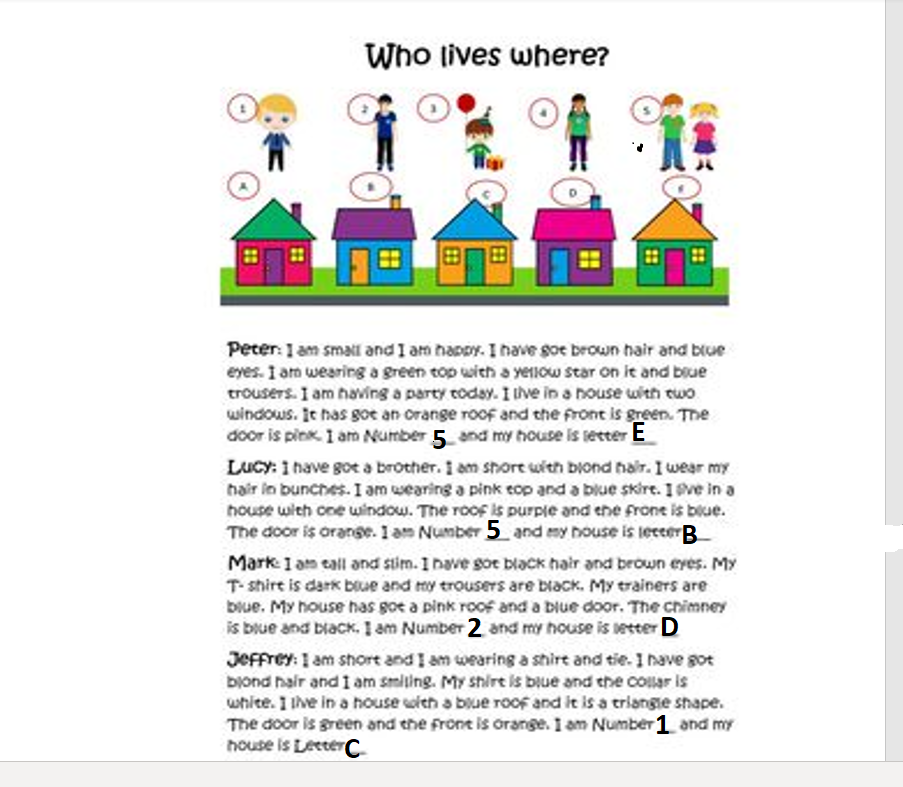 Who lives where?
1 2 3 4 5
A B C D E
Peter: I am small and I am happy. I have got brown hair and blue
eyes. I am wearing a green top with a yellow star on it and blue
trousers. I am having a party today. I live in a house with two
windows. It has got an orange roof and the front is green. The
door is pink. I am Number 5 and my house is letter E
Lucy: I have got a brother. I am short with blond hair. I wear my
hair in bunches. I am wearing a pink top and a blue skirt. I live in a
house with one window. The roof is purple and the front is blue.
The door is orange. I am Number 5 and my house is letter B
Mark: I am tall and slim. I have got black hair and brown eyes. My
T- shirt is dark blue and my trousers are black. My trainers are
blue. My house has got a pink roof and a blue door. The chimney
is blue and black. I am Number 2 and my house is letter D
Jeffrey: I am short and I am wearing a shirt and tie. I have got
blond hair and I am smiling. My shirt is blue and the collar is
white. I live in a house with a blue roof and it is a triangle shape.
The door is green and the front is orange. I am Number 1 and my
house is Letter C